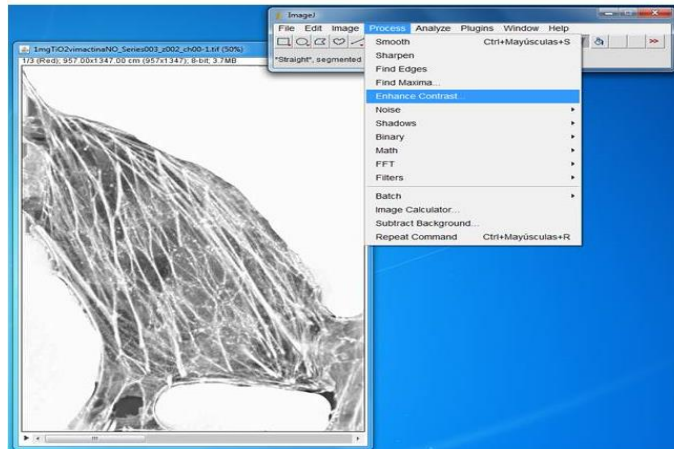 ImageJ
File Edit Image Process Analyze Plugins Window Help
>>
"Straight", segmented
1mgTiO2vimactinaNO_Series003_z002_ch00-1.tif (50%)
1/3 (Red); 957.00x1347.00 cm (957x1347); 8-bit; 3.7MB
Smooth Ctrl+Mayúsculas+S
Sharpen
Find Edges
Find Maxima...
Enhance Contrast...
Noise
Shadows
Binary
Math
FFT
Filters
Batch
Image Calculator...
Subtract Background...
Repeat Command Ctrl+Mayúsculas+R